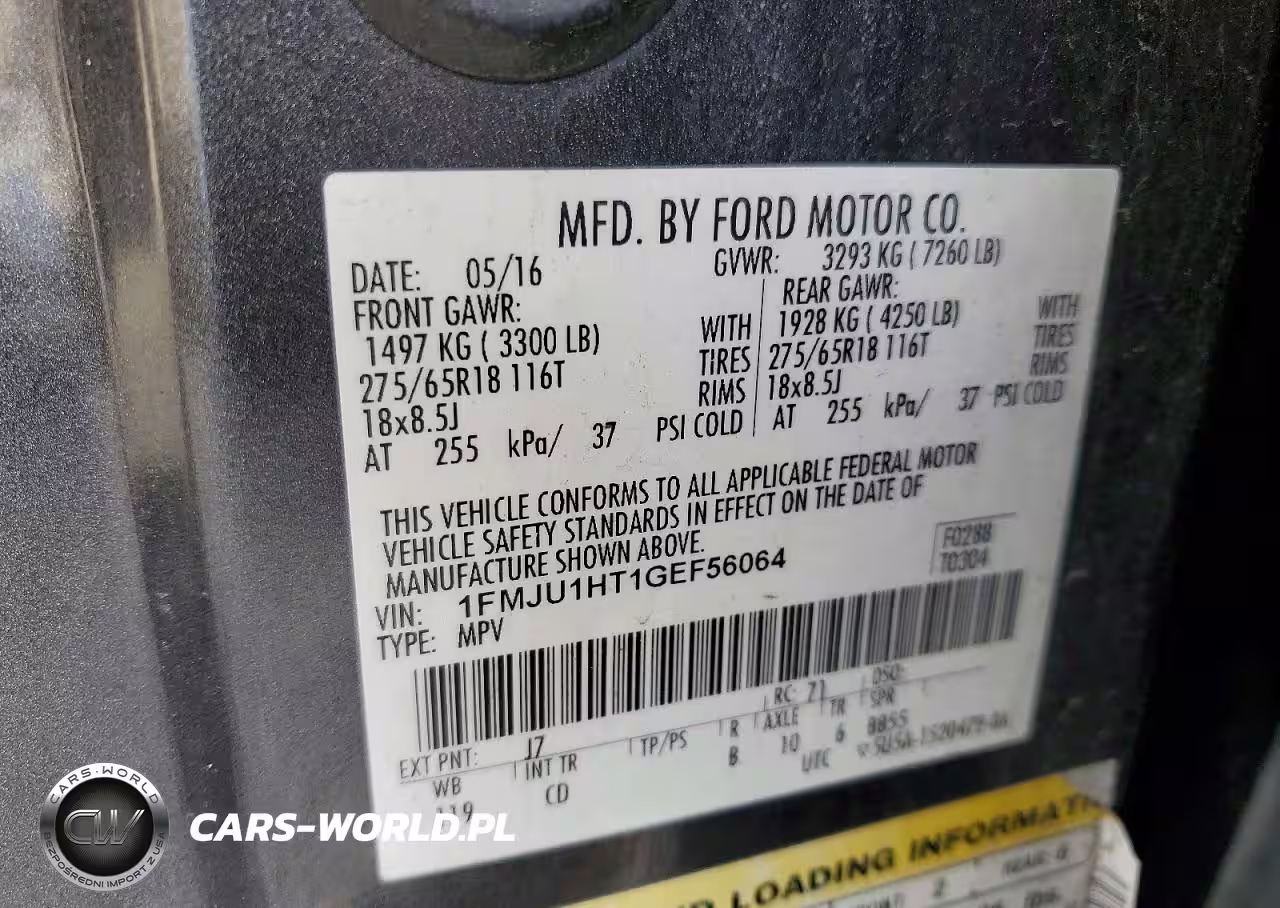 MFD. BY FORD MOTOR CO.
DATE: 05/16 GVWR: 3293 KG ( 7260 LB)
FRONT GAWR: REAR GAWR:
1497 KG ( 3300 LB) WITH 1928 KG ( 4250 LB) WITH
275/65R18 116T TIRES 275/65R18 116T TIRES
18x8.5J RIMS 18x8.5J RIMS
AT 255 kPa/ 37 PSI COLD AT 255 kPa/ 37 PSI COLD
THIS VEHICLE CONFORMS TO ALL APPLICABLE FEDERAL MOTOR
VEHICLE SAFETY STANDARDS IN EFFECT ON THE DATE OF
MANUFACTURE SHOWN ABOVE.
F0288
T0304
VIN: 1FMJU1HT1GEF56064
TYPE: MPV
RC: 71 DSO:
EXT PNT: J7
WB INT TR TP/PS R AXLE TR SPR
119 CD B 10 6 8855
UTC
LOADING INFORMATI
2
CARS-WORLD
CW
BEZPOŚREDNI IMPORT Z USA
CARS-WORLD.PL